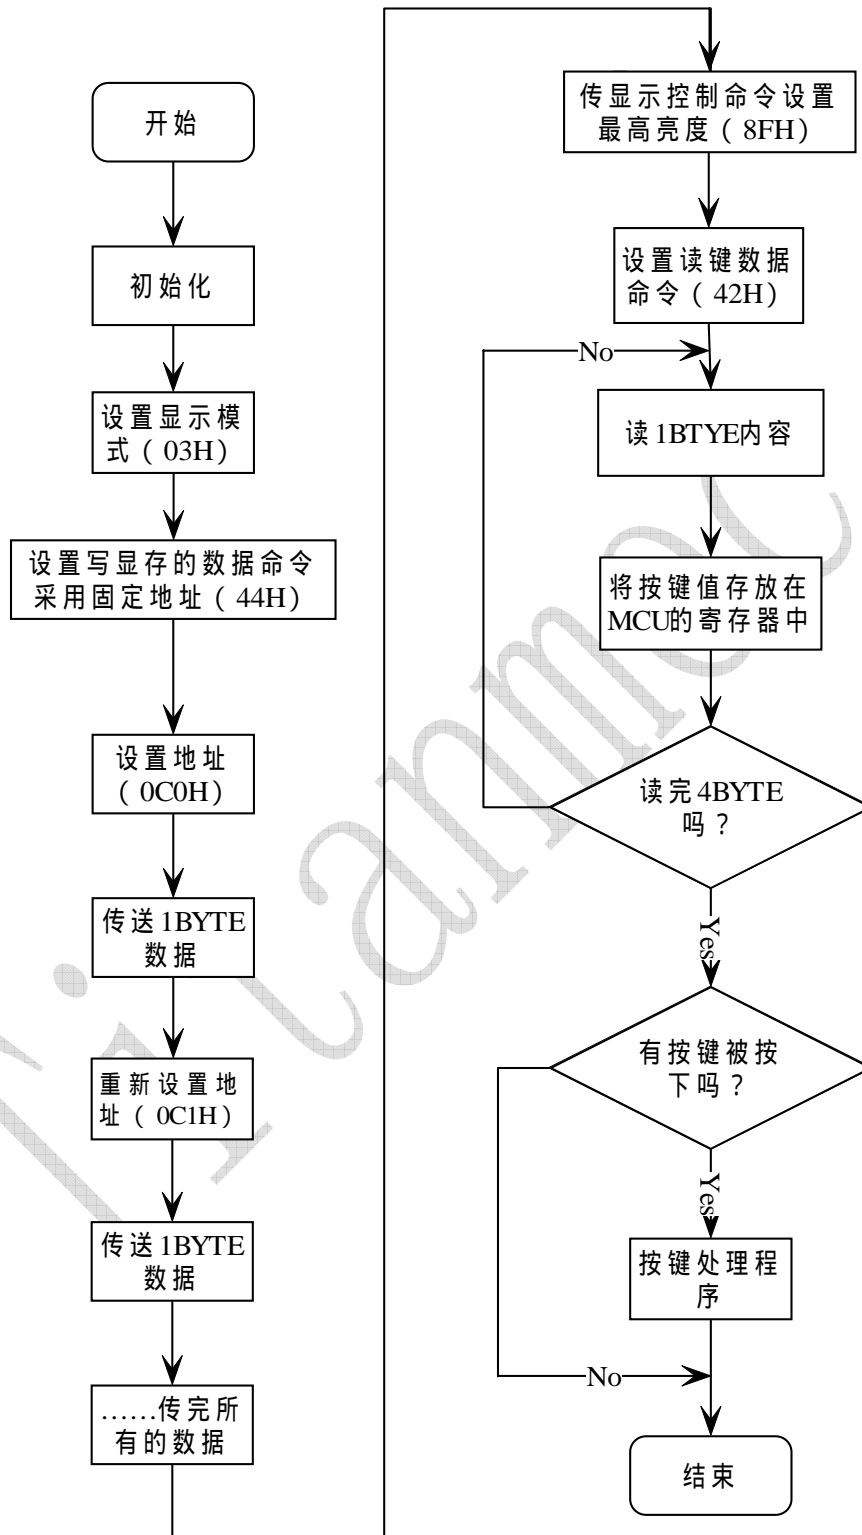 开始
初始化
设置显示模
式（03H）
设置写显存的数据命令
采用固定地址（44H）
设置地址
（0C0H）
传送1BYTE
数据
重新设置地
址（0C1H）
传送1BYTE
数据
……传完所
有的数据
传显示控制命令设置
最高亮度（8FH）
设置读键数据
命令（42H）
No
读1BTYE内容
将按键值存放在
MCU的寄存器中
读完4BYTE
吗？
Yes
有按键被按
下吗？
Yes
按键处理程
序
No
结束
Titanmec